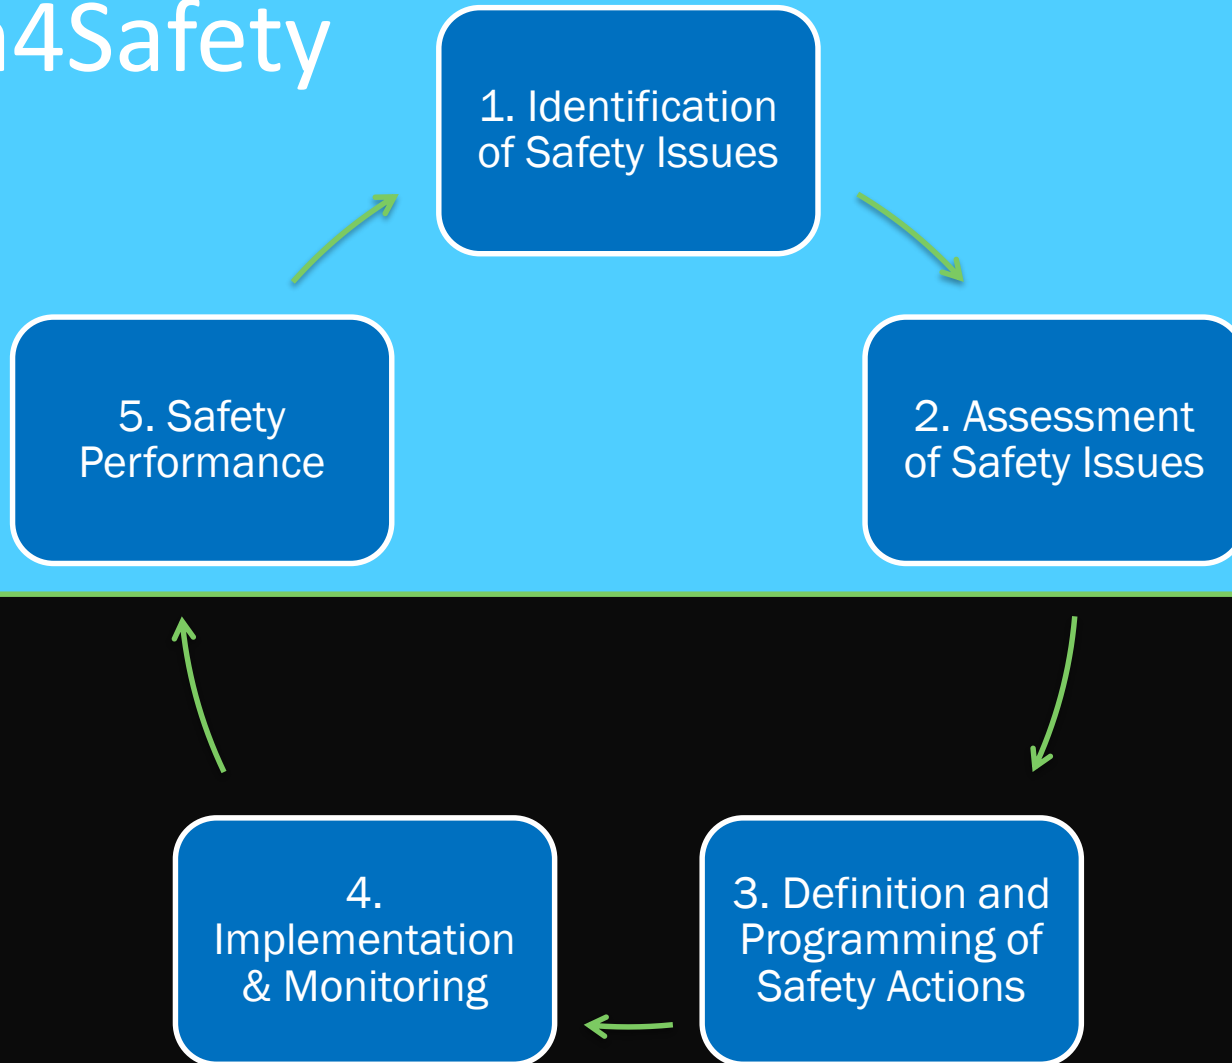 4Safety
1. Identification
of Safety Issues
2. Assessment
of Safety Issues
3. Definition and
Programming of
Safety Actions
4.
Implementation
& Monitoring
5. Safety
Performance